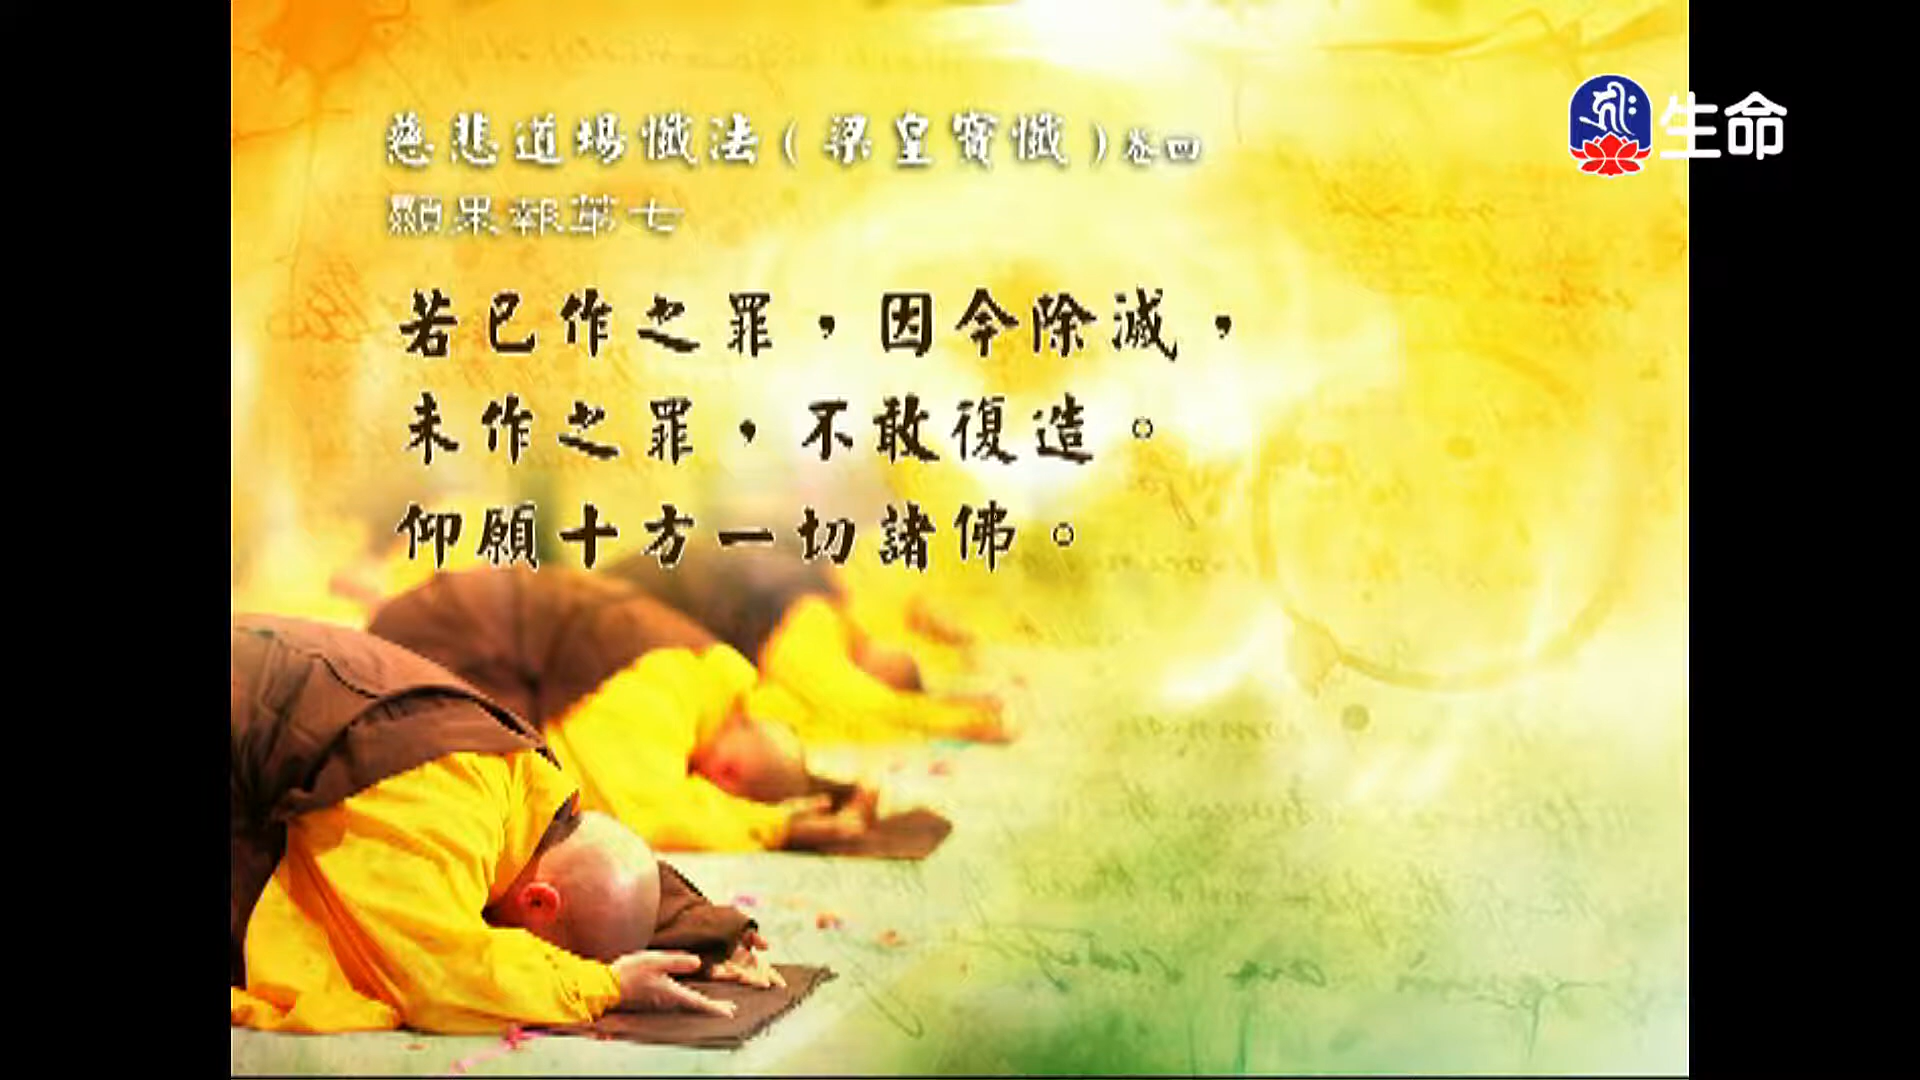 慈悲道場懺法(梁皇寶懺)卷四
顯果報第七
生命
若已作之罪,因今除滅,
未作之罪,不敢復造。
仰願十方一切諸佛。